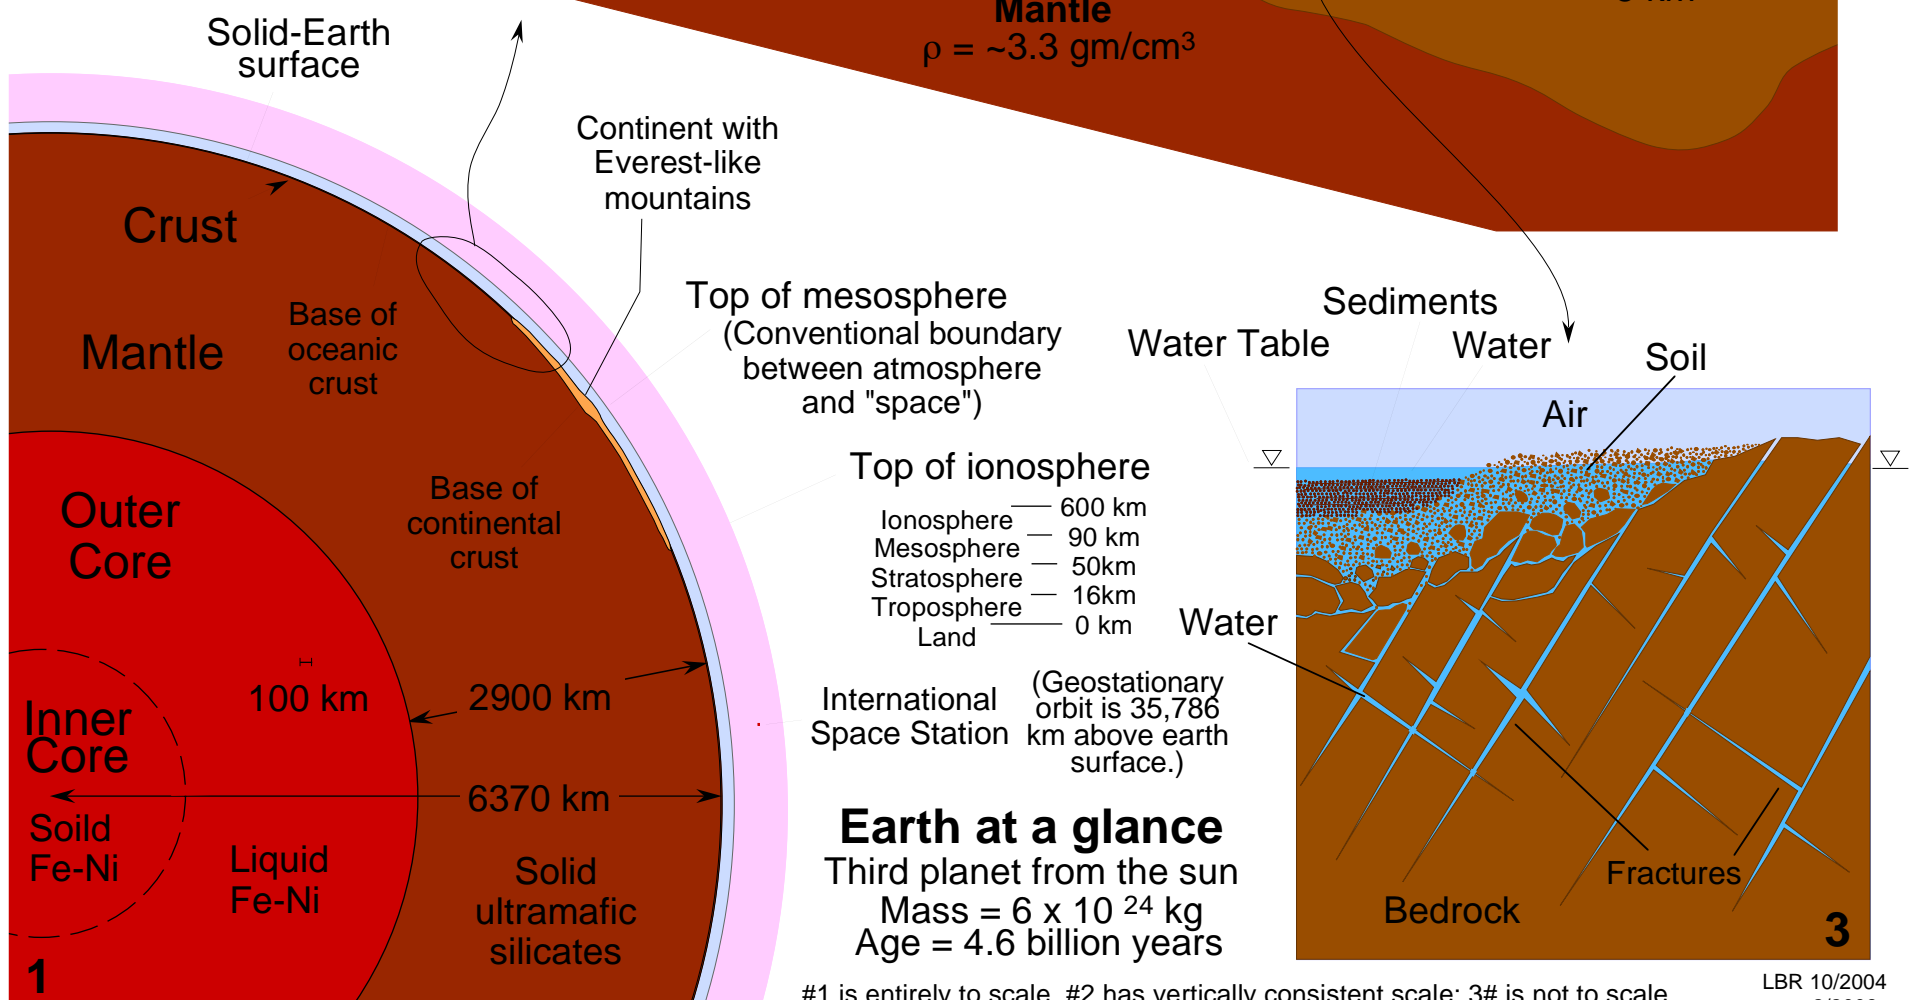 Mantle
ρ = ~3.3 gm/cm³
Solid-Earth
surface
Continent with
Everest-like
mountains
Crust
Mantle
Base of
oceanic
crust
Top of mesosphere
(Conventional boundary
between atmosphere
and "space")
Sediments
Water Table
Water
Soil
Air
Top of ionosphere
600 km
Ionosphere
90 km
Mesosphere
50km
Stratosphere
16km
Troposphere
0 km
Land
Outer
Core
Base of
continental
crust
Water
100 km
2900 km
International
Space Station
(Geostationary
orbit is 35,786
km above earth
surface.)
Inner
Core
6370 km
Soild
Fe-Ni
Liquid
Fe-Ni
Solid
ultramafic
silicates
Earth at a glance
Third planet from the sun
Mass = 6 x 10 24 kg
Age = 4.6 billion years
Fractures
Bedrock
3
1
#1 is entirely to scale. #2 has vertically consistent scale; 3# is not to scale
LBR 10/2004